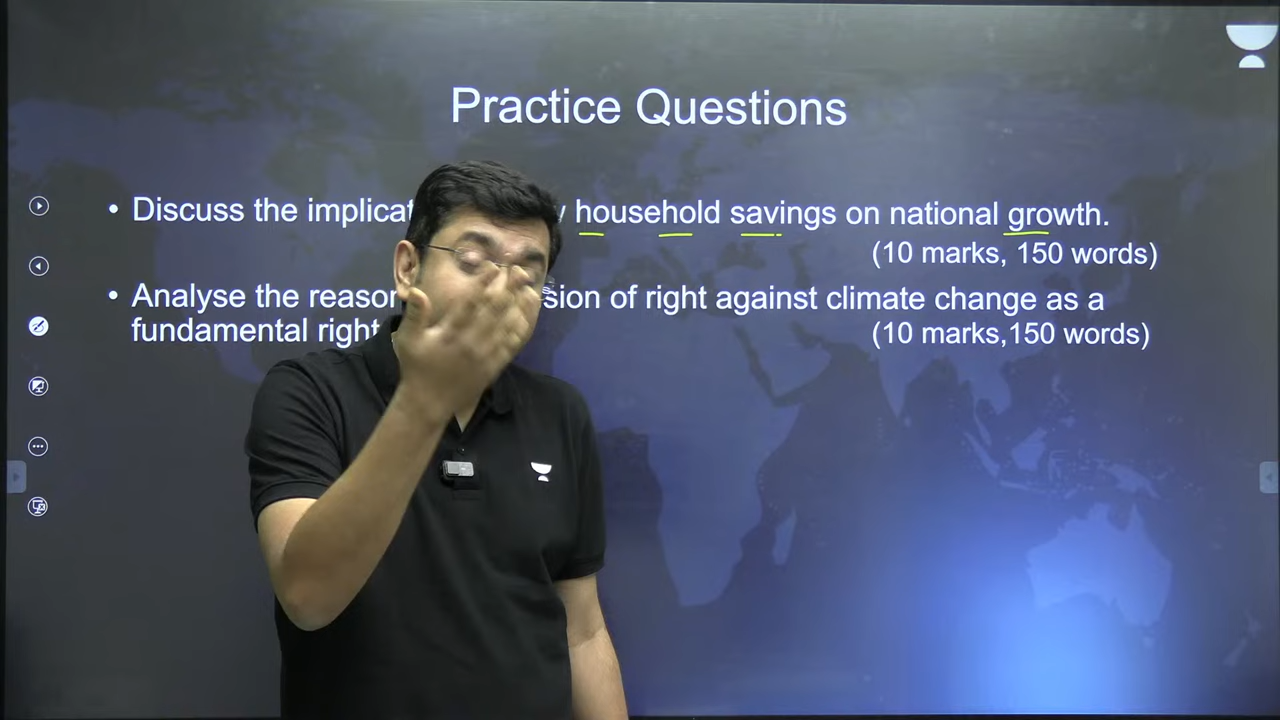 Practice Questions
• Discuss the implicat household savings on national growth.
(10 marks, 150 words)
• Analyse the reason sion of right against climate change as a
fundamental right (10 marks,150 words)